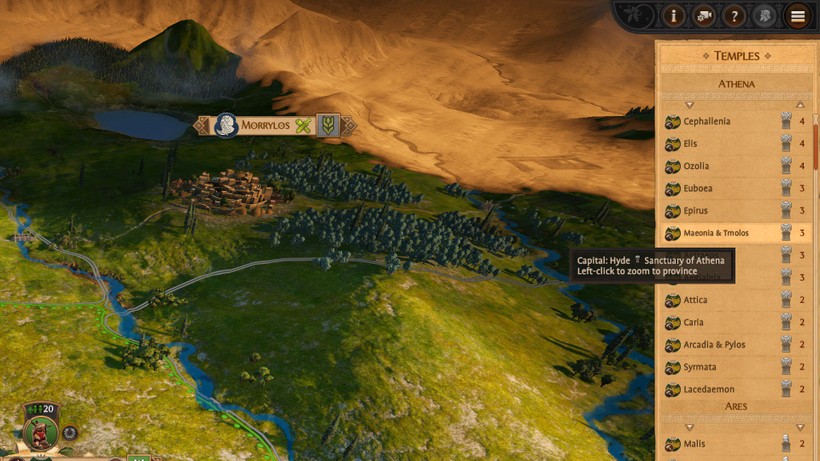 i
?
TEMPLES
ATHENA
MORRYLOS
Cephallenia 4
Elis 4
Ozolia 4
Euboea 3
Epirus 3
Maeonia & Tmolos 3
3
3
Capital: Hyde Sanctuary of Athena
Left-click to zoom to province
Attica 2
Caria 2
Arcadia & Pylos 2
Syrmata 2
Lacedaemon 2
ARES
Malis 2
20